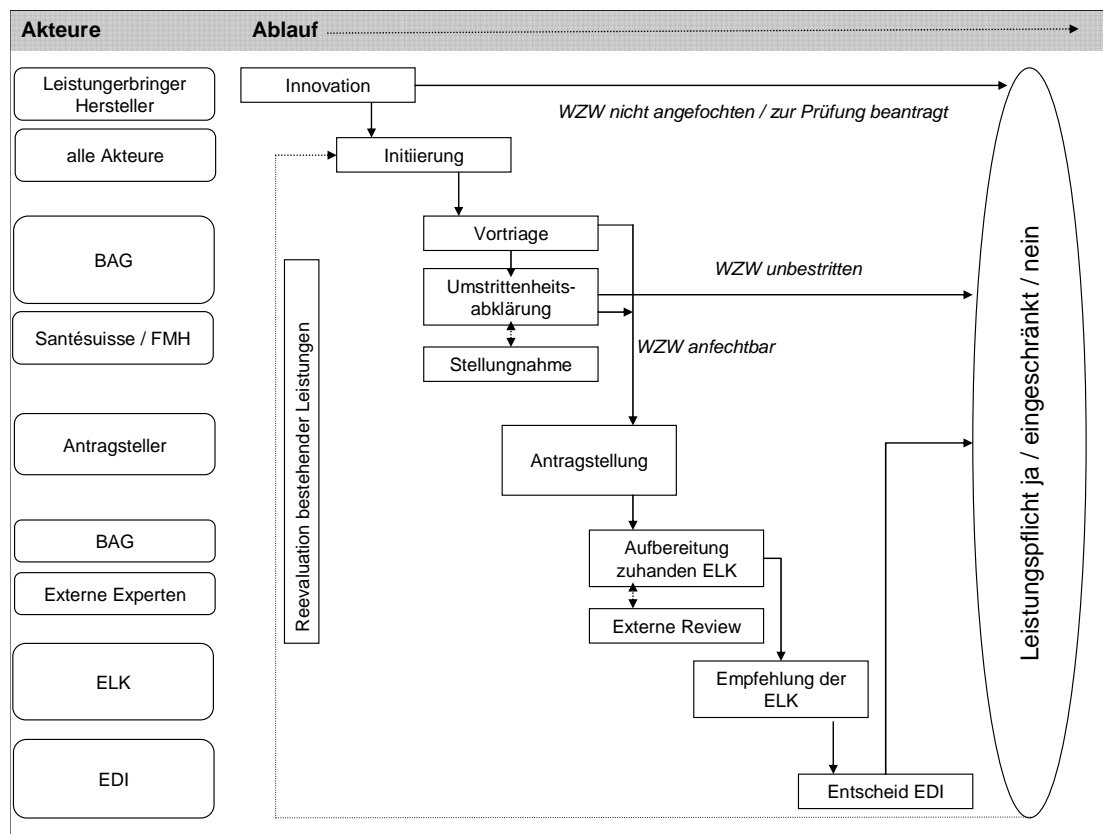 Akteure
Ablauf
Leistungerbringer
Hersteller
Innovation
WZW nicht angefochten / zur Prüfung beantragt
alle Akteure
Initiierung
BAG
Vortriage
Umstrittenheits-
abklärung
WZW unbestritten
Santésuisse / FMH
Stellungnahme
WZW anfechtbar
Reevaluation bestehender Leistungen
Leistungspflicht ja / eingeschränkt / nein
Antragsteller
Antragstellung
BAG
Aufbereitung
zuhanden ELK
Externe Experten
Externe Review
ELK
Empfehlung der
ELK
EDI
Entscheid EDI